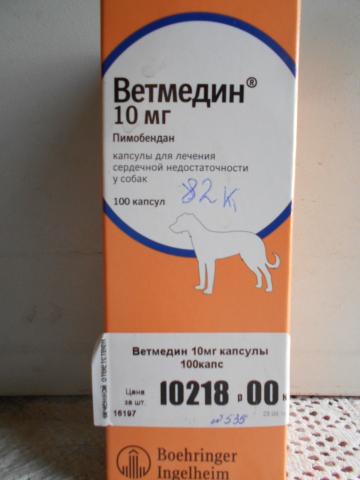 Ветмедин®
10 мг
Пимобендан
капсулы для лечения
сердечной недостаточности
у собак
82 к
100 капсул
Ветмедин 10мг капсулы
100капс
Цена
за шт.
10218 р 00 к
16197
Boehringer
Ingelheim